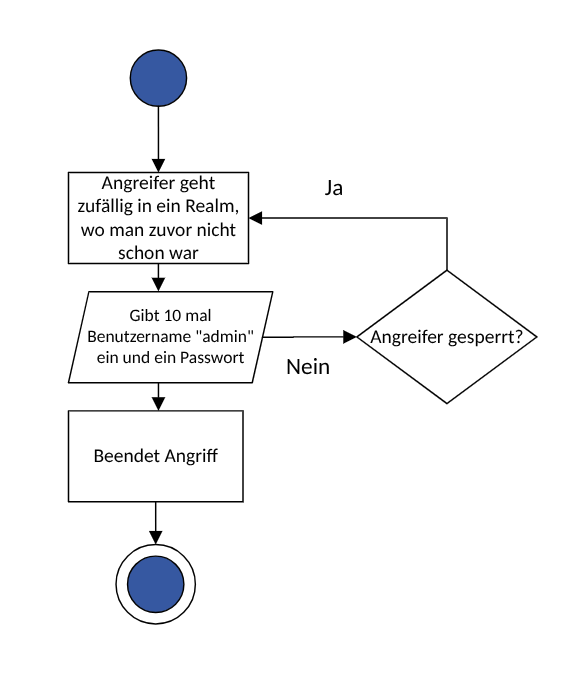 Angreifer geht
zufällig in ein Realm,
wo man zuvor nicht
schon war
Ja
Gibt 10 mal
Benutzername "admin"
ein und ein Passwort
Angreifer gesperrt?
Nein
Beendet Angriff